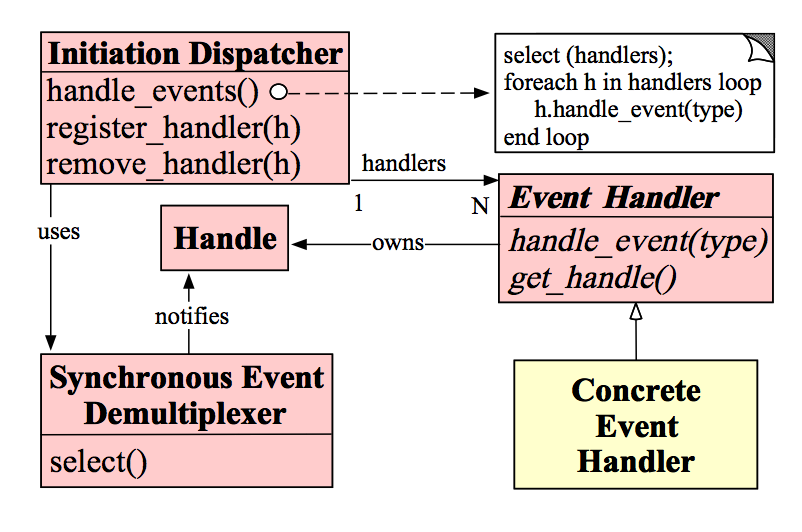 Initiation Dispatcher
handle_events()
register_handler(h)
remove_handler(h)
select (handlers);
foreach h in handlers loop
h.handle_event(type)
end loop
handlers
1
N
Event Handler
handle_event(type)
get_handle()
uses
Handle
owns
notifies
Synchronous Event
Demultiplexer
select()
Concrete
Event
Handler